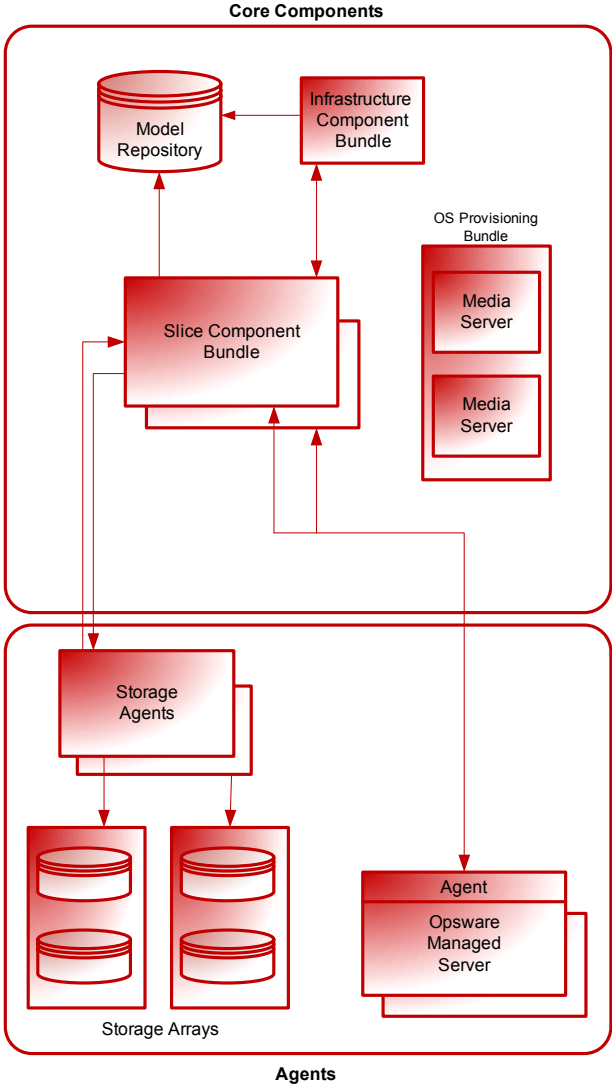 Core Components
Model
Repository
Infrastructure
Component
Bundle
OS Provisioning
Bundle
Media
Server
Slice Component
Bundle
Media
Server
Storage
Agents
Agent
Opsware
Managed
Server
Storage Arrays
Agents